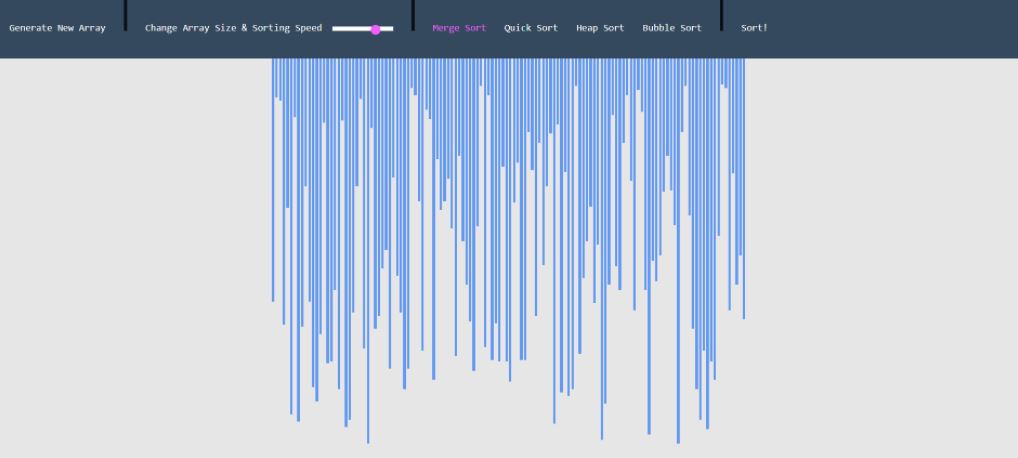 Generate New Array
Change Array Size & Sorting Speed
Merge Sort
Quick Sort
Heap Sort
Bubble Sort
Sort!